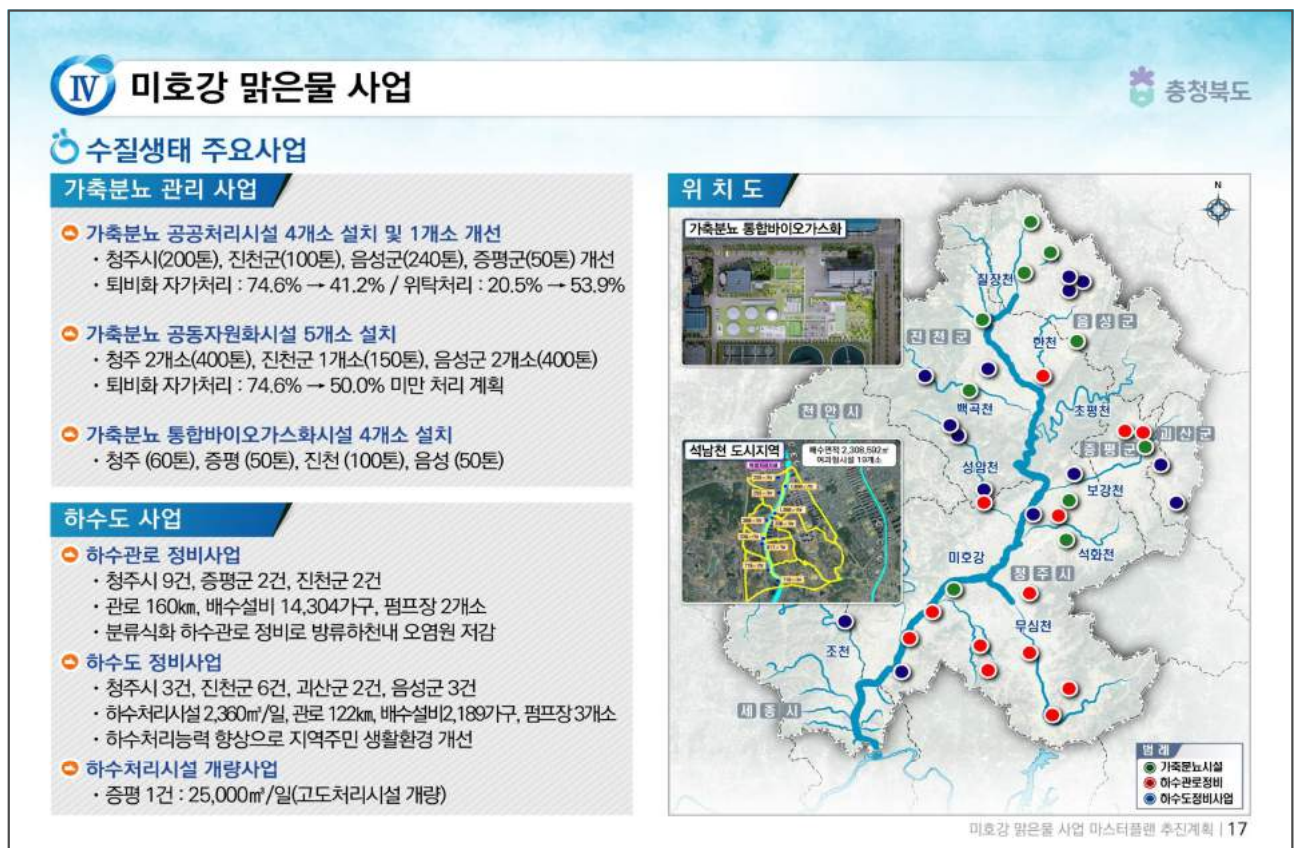 Ⅳ 미호강 맑은물 사업
충청북도
수질생태 주요사업
가축분뇨 관리 사업
가축분뇨 공공처리시설 4개소 설치 및 1개소 개선
· 청주시(200톤), 진천군(100톤), 음성군(240톤), 증평군(50톤) 개선
· 퇴비화 자가처리 : 74.6% → 41.2% / 위탁처리 : 20.5% → 53.9%
가축분뇨 공동자원화시설 5개소 설치
· 청주 2개소(400톤), 진천군 1개소(150톤), 음성군 2개소(400톤)
· 퇴비화 자가처리 : 74.6% → 50.0% 미만 처리 계획
가축분뇨 통합바이오가스화시설 4개소 설치
· 청주 (60톤), 증평 (50톤), 진천 (100톤), 음성 (50톤)
하수도 사업
하수관로 정비사업
· 청주시 9건, 증평군 2건, 진천군 2건
· 관로 160㎞, 배수설비 14,304가구, 펌프장 2개소
· 분류식화 하수관로 정비로 방류하천내 오염원 저감
하수도 정비사업
· 청주시 3건, 진천군 6건, 괴산군 2건, 음성군 3건
· 하수처리시설 2,360㎥/일, 관로 122㎞, 배수설비2,189가구, 펌프장 3개소
· 하수처리능력 향상으로 지역주민 생활환경 개선
하수처리시설 개량사업
· 증평 1건 : 25,000㎥/일(고도처리시설 개량)
위 치 도
N
가축분뇨 통합바이오가스화
칠장천
음성군
진천군
한천
백곡천
초평천
천안시
괴산군
증평군
석남천 도시지역
배수면적 2,308,592㎡
여과형시설 19개소
성암천
보강천
미호강
석화천
청주시
무심천
조천
세종시
범 례
가축분뇨시설
하수관로정비
하수도정비사업
미호강 맑은물 사업 마스터플랜 추진계획 | 17